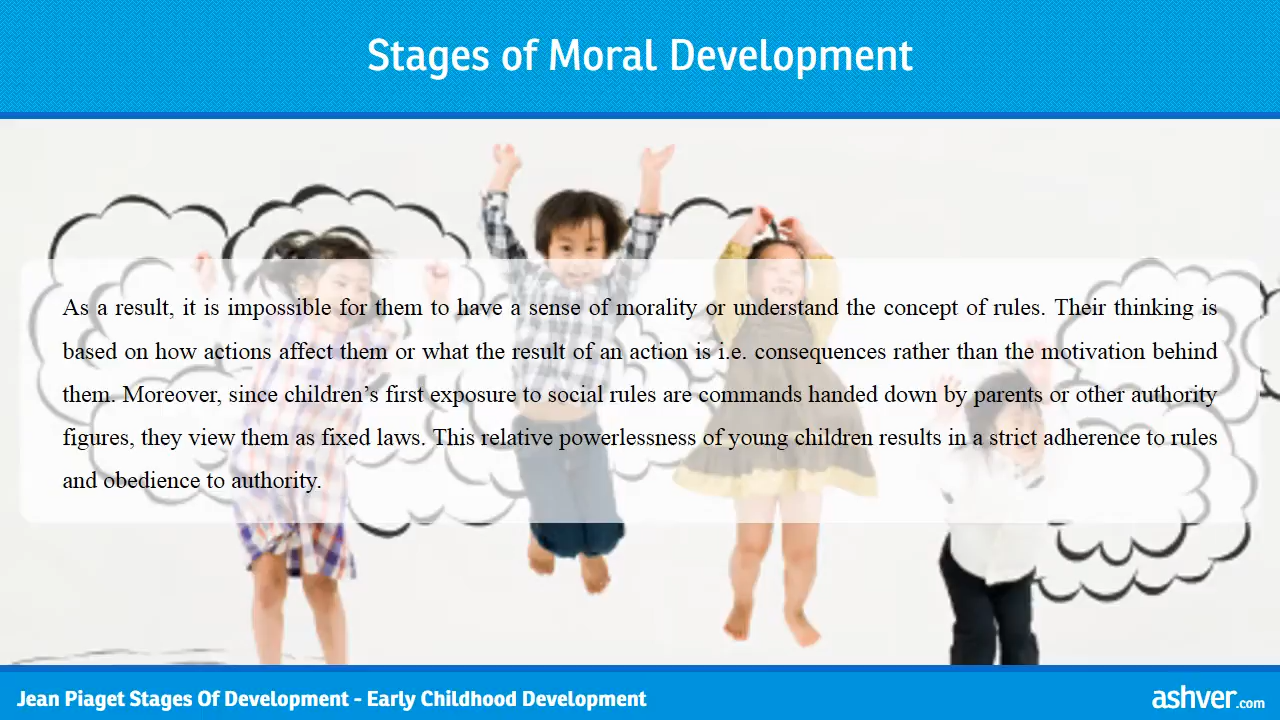 Stages of Moral Development
As a result, it is impossible for them to have a sense of morality or understand the concept of rules. Their thinking is
based on how actions affect them or what the result of an action is i.e. consequences rather than the motivation behind
them. Moreover, since children’s first exposure to social rules are commands handed down by parents or other authority
figures, they view them as fixed laws. This relative powerlessness of young children results in a strict adherence to rules
and obedience to authority.
Jean Piaget Stages Of Development - Early Childhood Development
ashver.com